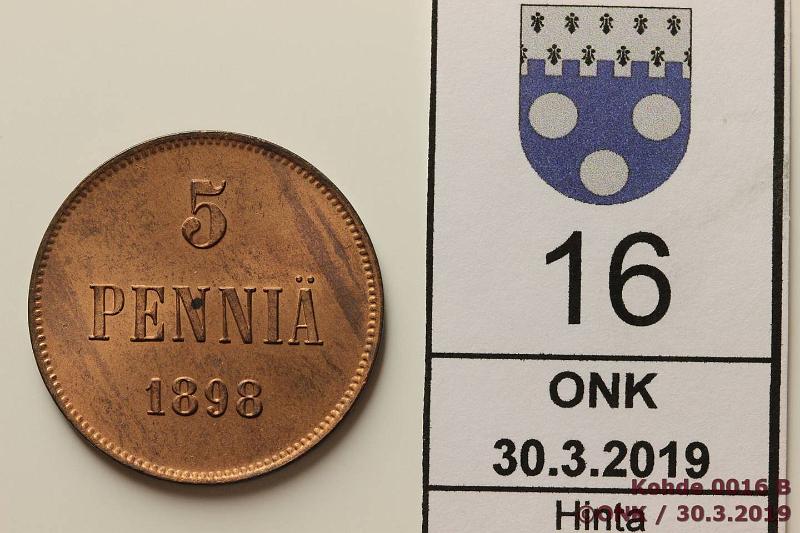 5
PENNIÄ
1898
16
ONK
30.3.2019
Hinta
Kohde 0016 B
©ONK / 30.3.2019